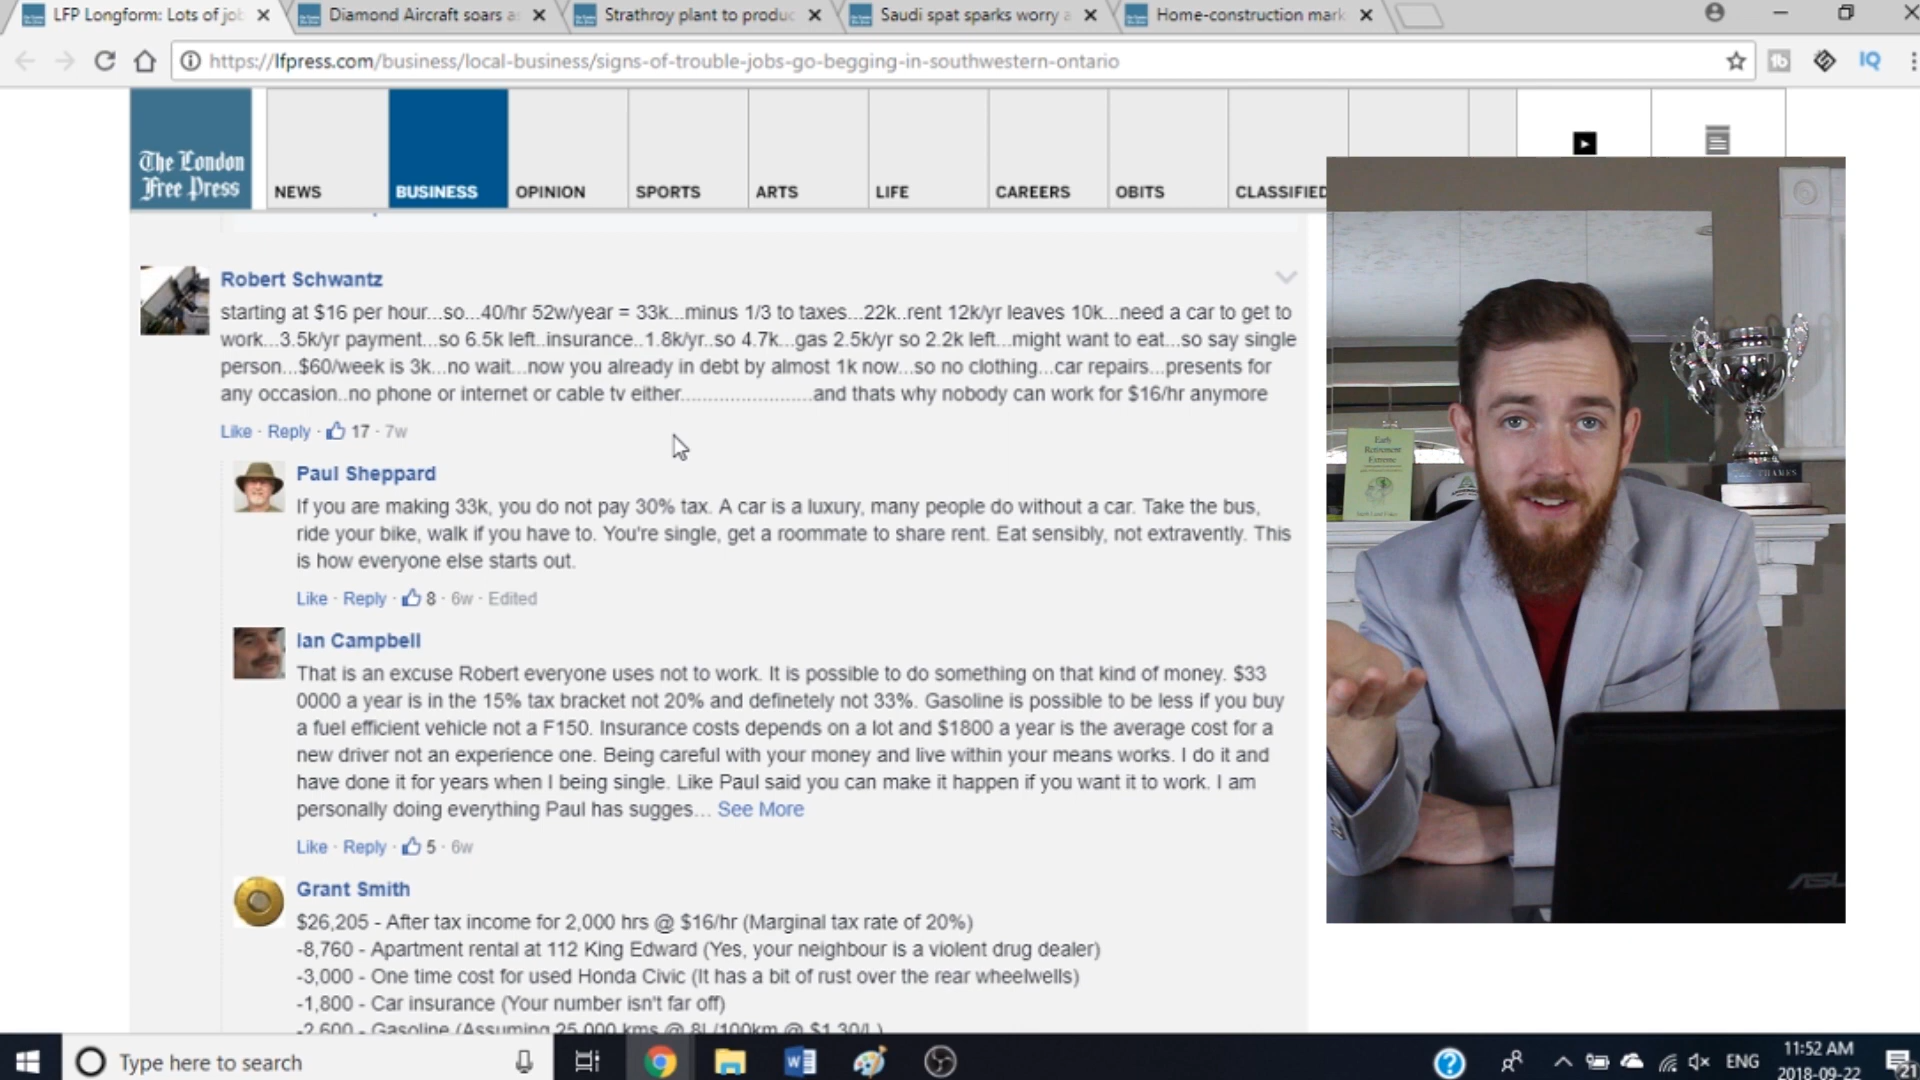 LFP Longform: Lots of jo
Diamond Aircraft soars a
Strathroy plant to produc
Saudi spat sparks worry a
Home-construction mark
https://lfpress.com/business/local-business/signs-of-trouble-jobs-go-begging-in-southwestern-ontario
IQ
The London
Free Press
NEWS
BUSINESS
OPINION
SPORTS
ARTS
LIFE
CAREERS
OBITS
CLASSIFIED
Robert Schwantz
starting at $16 per hour...so...40/hr 52w/year = 33k...minus 1/3 to taxes...22k..rent 12k/yr leaves 10k...need a car to get to
work...3.5k/yr payment...so 6.5k left..insurance..1.8k/yr..so 4.7k...gas 2.5k/yr so 2.2k left...might want to eat...so say single
person...$60/week is 3k...no wait...now you already in debt by almost 1k now...so no clothing...car repairs...presents for
any occasion..no phone or internet or cable tv either........................and thats why nobody can work for $16/hr anymore
Like · Reply · 17 · 7w
Paul Sheppard
If you are making 33k, you do not pay 30% tax. A car is a luxury, many people do without a car. Take the bus,
ride your bike, walk if you have to. You're single, get a roommate to share rent. Eat sensibly, not extravently. This
is how everyone else starts out.
Like · Reply · 8 · 6w · Edited
Ian Campbell
That is an excuse Robert everyone uses not to work. It is possible to do something on that kind of money. $33
0000 a year is in the 15% tax bracket not 20% and definetely not 33%. Gasoline is possible to be less if you buy
a fuel efficient vehicle not a F150. Insurance costs depends on a lot and $1800 a year is the average cost for a
new driver not an experience one. Being careful with your money and live within your means works. I do it and
have done it for years when I being single. Like Paul said you can make it happen if you want it to work. I am
personally doing everything Paul has sugges... See More
Like · Reply · 5 · 6w
Grant Smith
$26,205 - After tax income for 2,000 hrs @ $16/hr (Marginal tax rate of 20%)
-8,760 - Apartment rental at 112 King Edward (Yes, your neighbour is a violent drug dealer)
-3,000 - One time cost for used Honda Civic (It has a bit of rust over the rear wheelwells)
-1,800 - Car insurance (Your number isn't far off)
-2,600 - Gasoline (Assuming 25,000 kms @ 8L/100km @ $1.30/L)
Early
Retirement
Extreme
THAMES
ASU
Type here to search
ENG
11:52 AM
2018-09-22
21